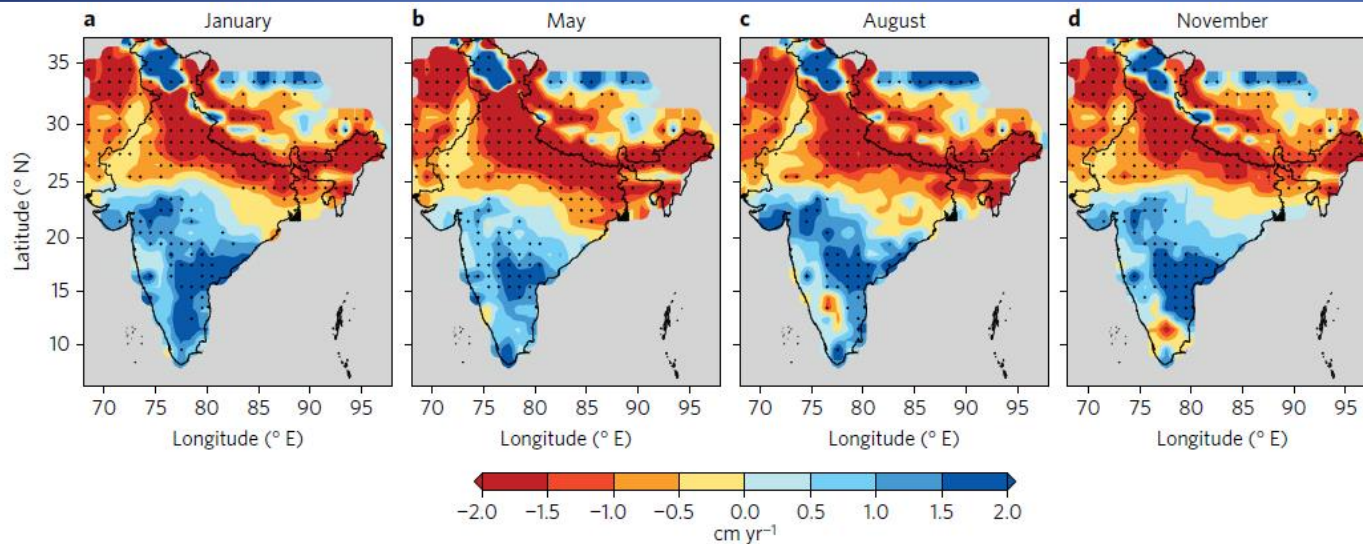 a January b May c August d November
Latitude (° N)
35
30
25
20
15
10
70 75 80 85 90 95 70 75 80 85 90 95 70 75 80 85 90 95 70 75 80 85 90 95
Longitude (° E) Longitude (° E) Longitude (° E) Longitude (° E)
−2.0 −1.5 −1.0 −0.5 0.0 0.5 1.0 1.5 2.0
cm yr⁻¹